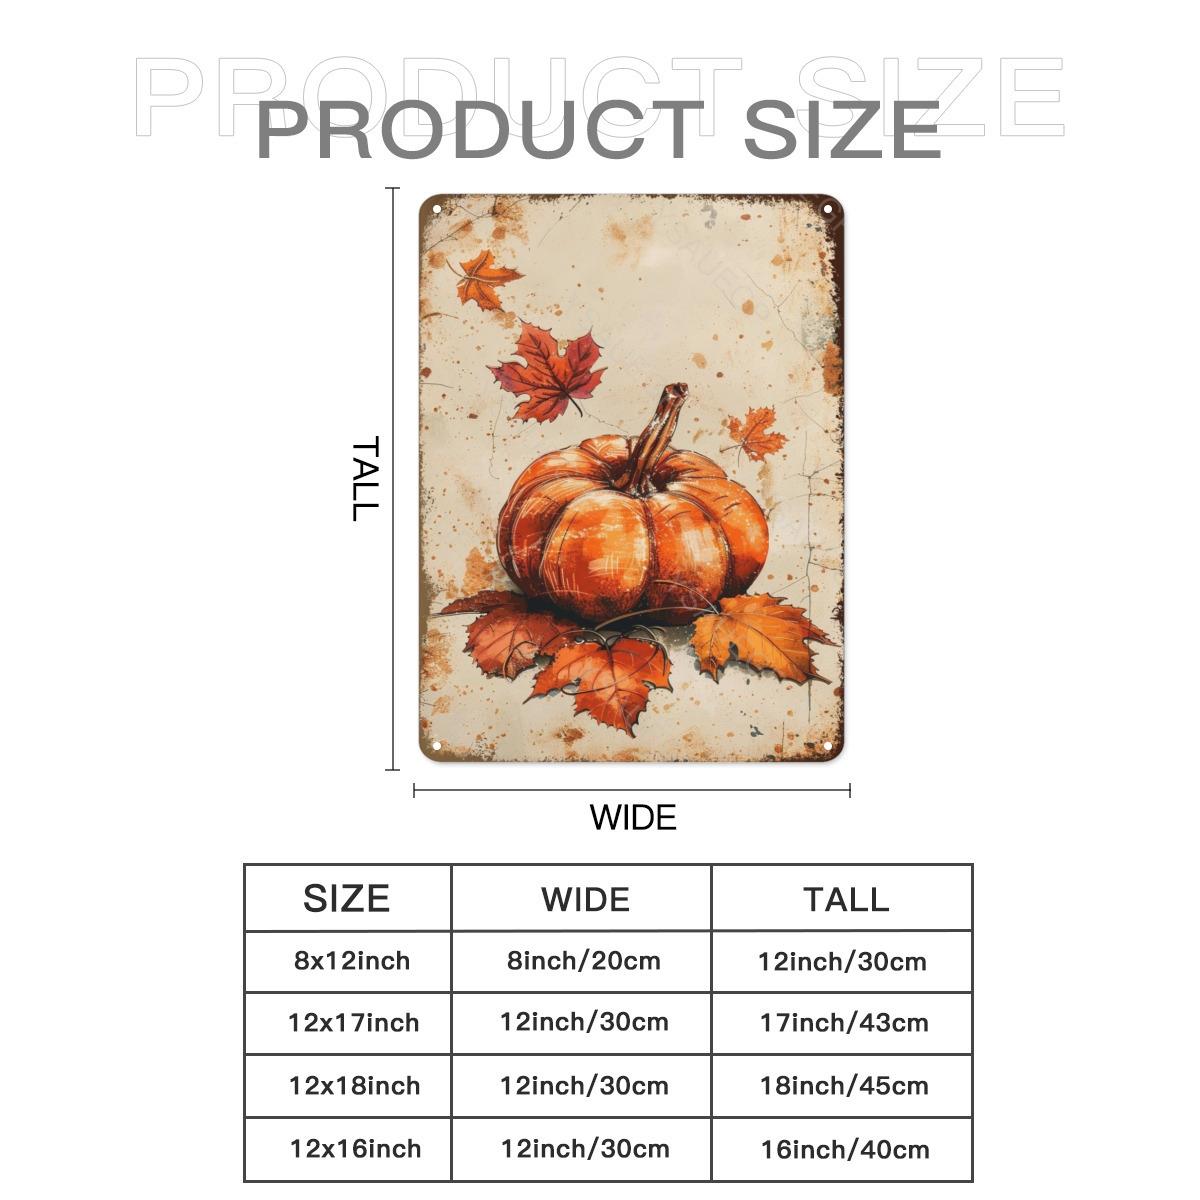 PRODUCT SIZE
PRODUCT SIZE
TALL
WIDE
SIZE WIDE TALL
8x12inch 8inch/20cm 12inch/30cm
12x17inch 12inch/30cm 17inch/43cm
12x18inch 12inch/30cm 18inch/45cm
12x16inch 12inch/30cm 16inch/40cm